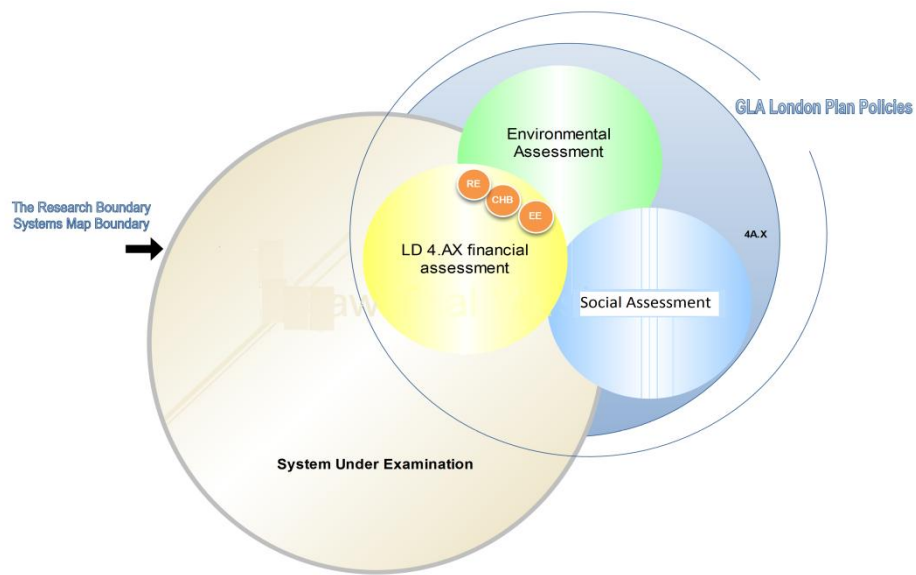 GLA London Plan Policies
Environmental
Assessment
RE
CHB
EE
The Research Boundary
Systems Map Boundary
4A.X
LD 4.AX financial
assessment
Social Assessment
System Under Examination